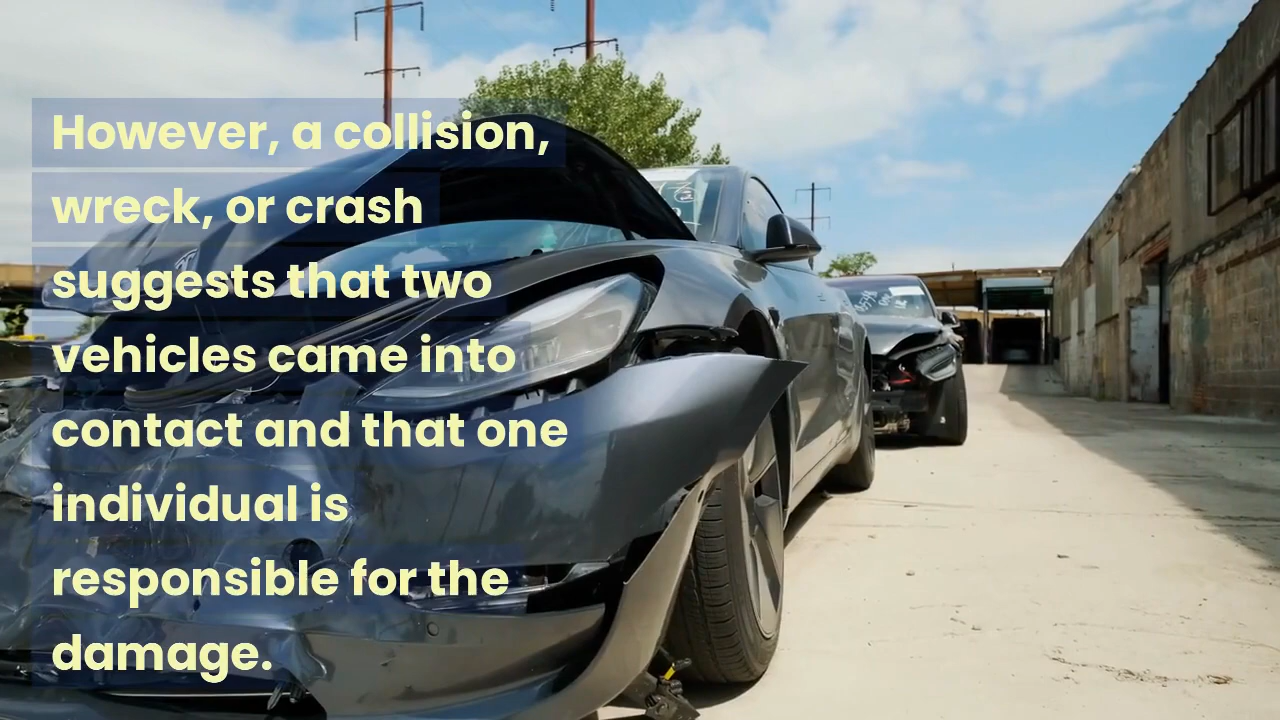 However, a collision,
wreck, or crash
suggests that two
vehicles came into
contact and that one
individual is
responsible for the
damage.